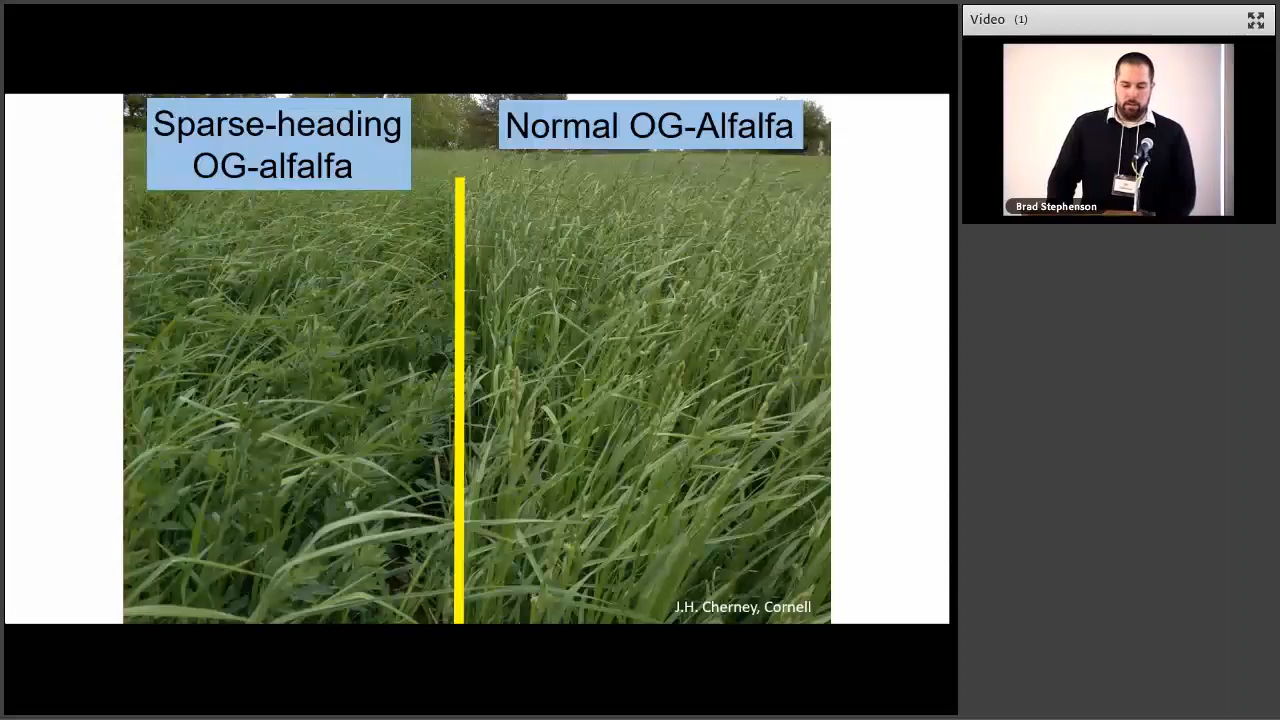 Sparse-heading
OG-alfalfa
Normal OG-Alfalfa
J.H. Cherney, Cornell
Video (1)
Brad Stephenson